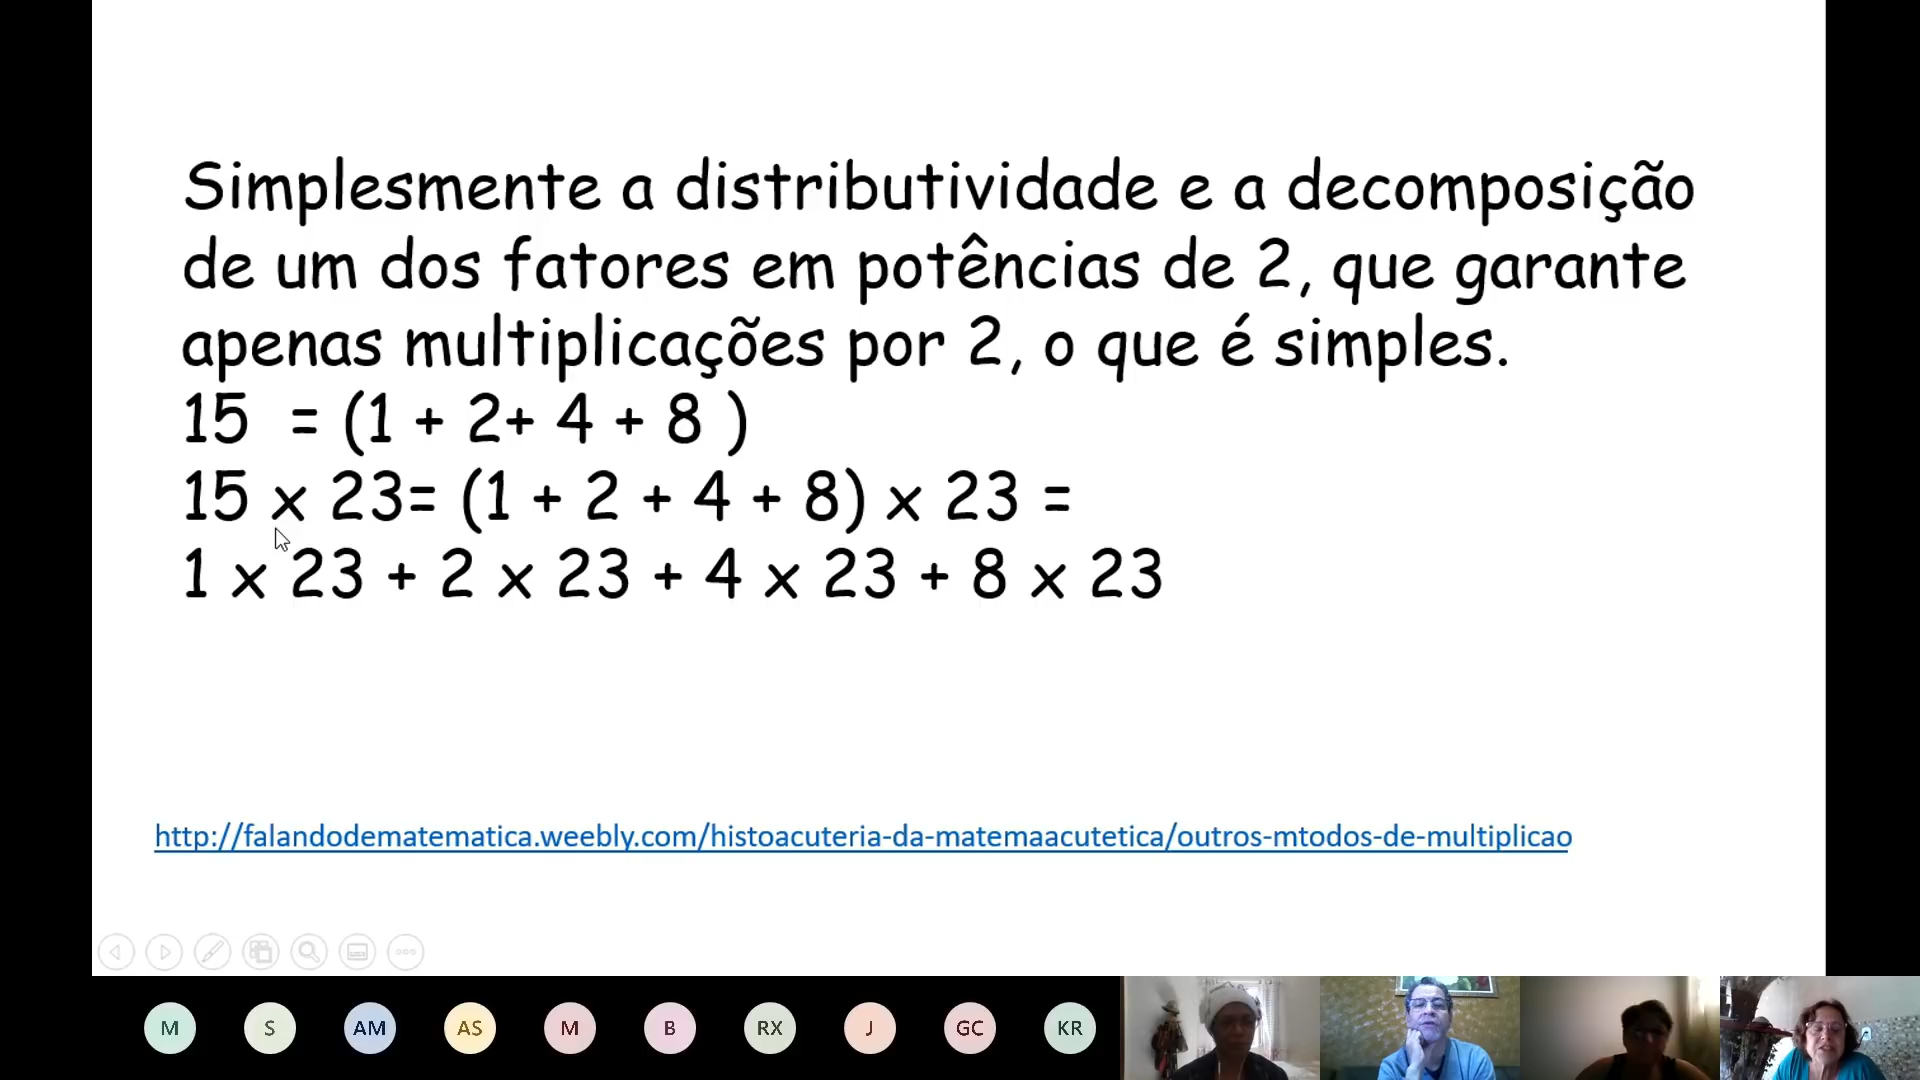 Simplesmente a distributividade e a decomposição
de um dos fatores em potências de 2, que garante
apenas multiplicações por 2, o que é simples.
15 = (1 + 2+ 4 + 8 )
15 x 23= (1 + 2 + 4 + 8) x 23 =
1 x 23 + 2 x 23 + 4 x 23 + 8 x 23
http://falandodematematica.weebly.com/histoacuteria-da-matemaacutetica/outros-mtodos-de-multiplicao
M S AM AS M B RX J GC KR